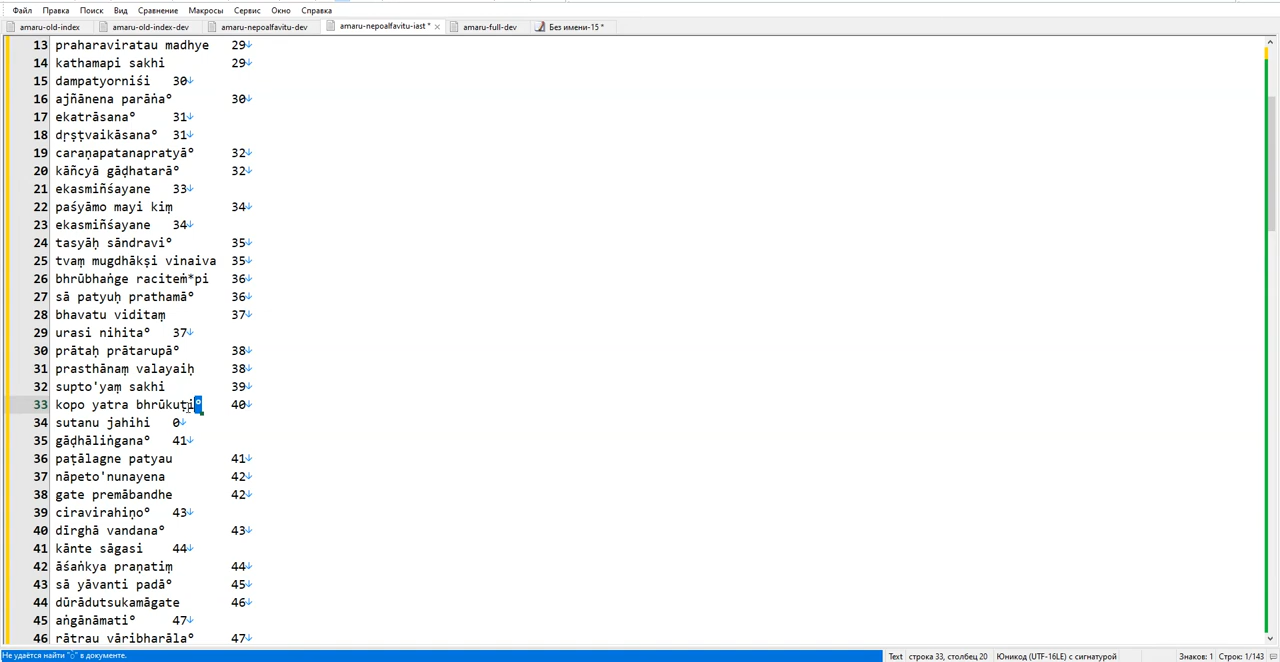 Файл Правка Поиск Вид Сравнение Макросы Сервис Окно Справка
amaru-old-index amaru-old-index-dev amaru-nepoalfavitu-dev amaru-nepoalfavitu-iast * × amaru-full-dev Без имени-15 *
13 praharaviratau madhye 29↓
14 kathamapi sakhi 29↓
15 dampatyorniśi 30↓
16 ajñānena parāṅa° 30↓
17 ekatrāsana° 31↓
18 dṛṣṭvaikāsana° 31↓
19 caraṇapatanapratyā° 32↓
20 kāñcyā gāḍhatarā° 32↓
21 ekasmiñśayane 33↓
22 paśyāmo mayi kiṃ 34↓
23 ekasmiñśayane 34↓
24 tasyāḥ sāndravi° 35↓
25 tvaṃ mugdhākṣi vinaiva 35↓
26 bhrūbhaṅge raciteṁ*pi 36↓
27 sā patyuḥ prathamā° 36↓
28 bhavatu viditaṃ 37↓
29 urasi nihita° 37↓
30 prātaḥ prātarupā° 38↓
31 prasthānaṃ valayaiḥ 38↓
32 supto'yaṃ sakhi 39↓
33 kopo yatra bhrūkuṭi° 40↓
34 sutanu jahihi 0↓
35 gāḍhāliṅgana° 41↓
36 paṭālagne patyau 41↓
37 nāpeto'nunayena 42↓
38 gate premābandhe 42↓
39 ciravirahiṇo° 43↓
40 dīrghā vandana° 43↓
41 kānte sāgasi 44↓
42 āśaṅkya praṇatiṃ 44↓
43 sā yāvanti padā° 45↓
44 dūrādutsukamāgate 46↓
45 aṅgānāmati° 47↓
46 rātrau vāribharāla° 47↓
Не удаётся найти "°" в документе. Text строка 33, столбец 20 Юникод (UTF-16LE) с сигнатурой Знаков: 1 Строк: 1/143